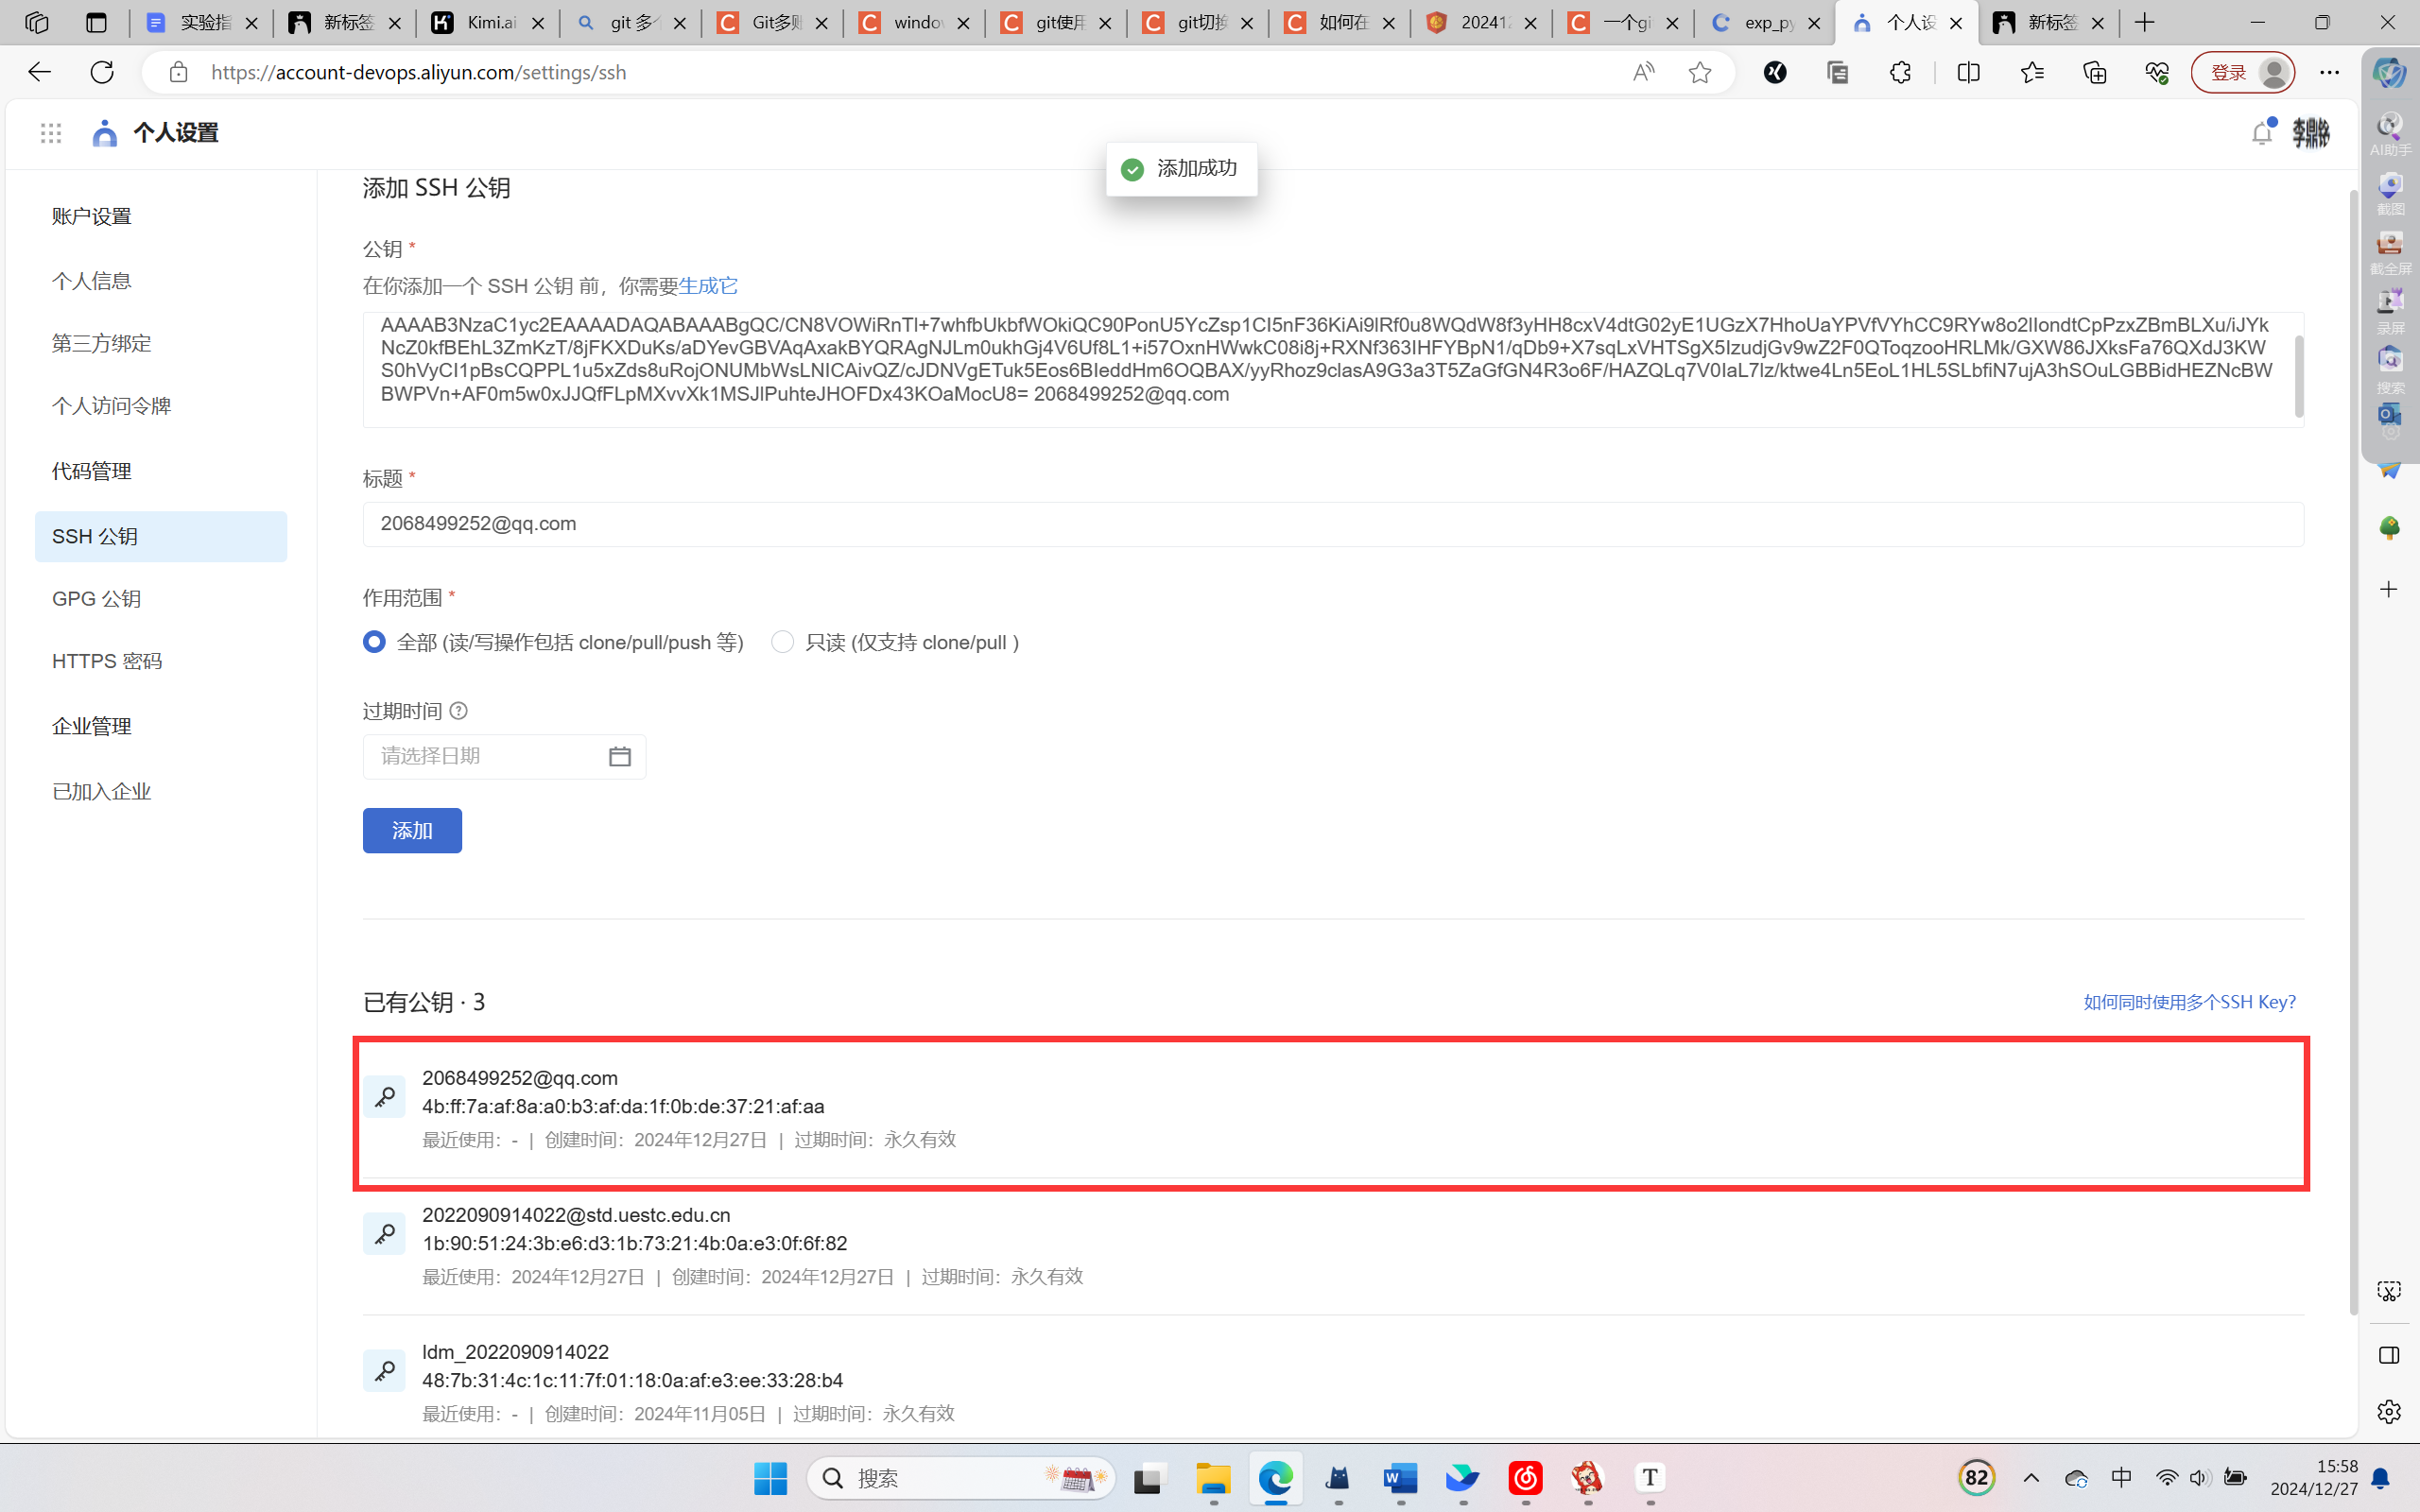 实验指
新标签
Kimi.ai
git 多个
Git多账
window
git使用
git切换
如何在
202412
一个gi
exp_py
个人设
新标签
https://account-devops.aliyun.com/settings/ssh
登录
个人设置
李鼎铭
添加成功
AI助手
截图
截全屏
录屏
搜索
账户设置
个人信息
第三方绑定
个人访问令牌
代码管理
SSH 公钥
GPG 公钥
HTTPS 密码
企业管理
已加入企业
添加 SSH 公钥
公钥 *
在你添加一个 SSH 公钥 前，你需要生成它
AAAAB3NzaC1yc2EAAAADAQABAAABgQC/CN8VOWiRnTl+7whfbUkbfWOkiQC90PonU5YcZsp1CI5nF36KiAi9lRf0u8WQdW8f3yHH8cxV4dtG02yE1UGzX7HhoUaYPVfVYhCC9RYw8o2lIondtCpPzxZBmBLXu/iJYk
NcZ0kfBEhL3ZmKzT/8jFKXDuKs/aDYevGBVAqAxakBYQRAgNJLm0ukhGj4V6Uf8L1+i57OxnHWwkC08i8j+RXNf363IHFYBpN1/qDb9+X7sqLxVHTSgX5IzudjGv9wZ2F0QToqzooHRLMk/GXW86JXksFa76QXdJ3KW
S0hVyCI1pBsCQPPL1u5xZds8uRojONUMbWsLNICAivQZ/cJDNVgETuk5Eos6BIeddHm6OQBAX/yyRhoz9clasA9G3a3T5ZaGfGN4R3o6F/HAZQLq7V0IaL7lz/ktwe4Ln5EoL1HL5SLbfiN7ujA3hSOuLGBBidHEZNcBW
BWPVn+AF0m5w0xJJQfFLpMXvvXk1MSJlPuhteJHOFDx43KOaMocU8= 2068499252@qq.com
标题 *
2068499252@qq.com
作用范围 *
全部 (读/写操作包括 clone/pull/push 等) 只读 (仅支持 clone/pull )
过期时间
请选择日期
添加
已有公钥 · 3
如何同时使用多个SSH Key?
2068499252@qq.com
4b:ff:7a:af:8a:a0:b3:af:da:1f:0b:de:37:21:af:aa
最近使用：- | 创建时间：2024年12月27日 | 过期时间：永久有效
2022090914022@std.uestc.edu.cn
1b:90:51:24:3b:e6:d3:1b:73:21:4b:0a:e3:0f:6f:82
最近使用：2024年12月27日 | 创建时间：2024年12月27日 | 过期时间：永久有效
ldm_2022090914022
48:7b:31:4c:1c:11:7f:01:18:0a:af:e3:ee:33:28:b4
最近使用：- | 创建时间：2024年11月05日 | 过期时间：永久有效
搜索
82
中
15:58
2024/12/27